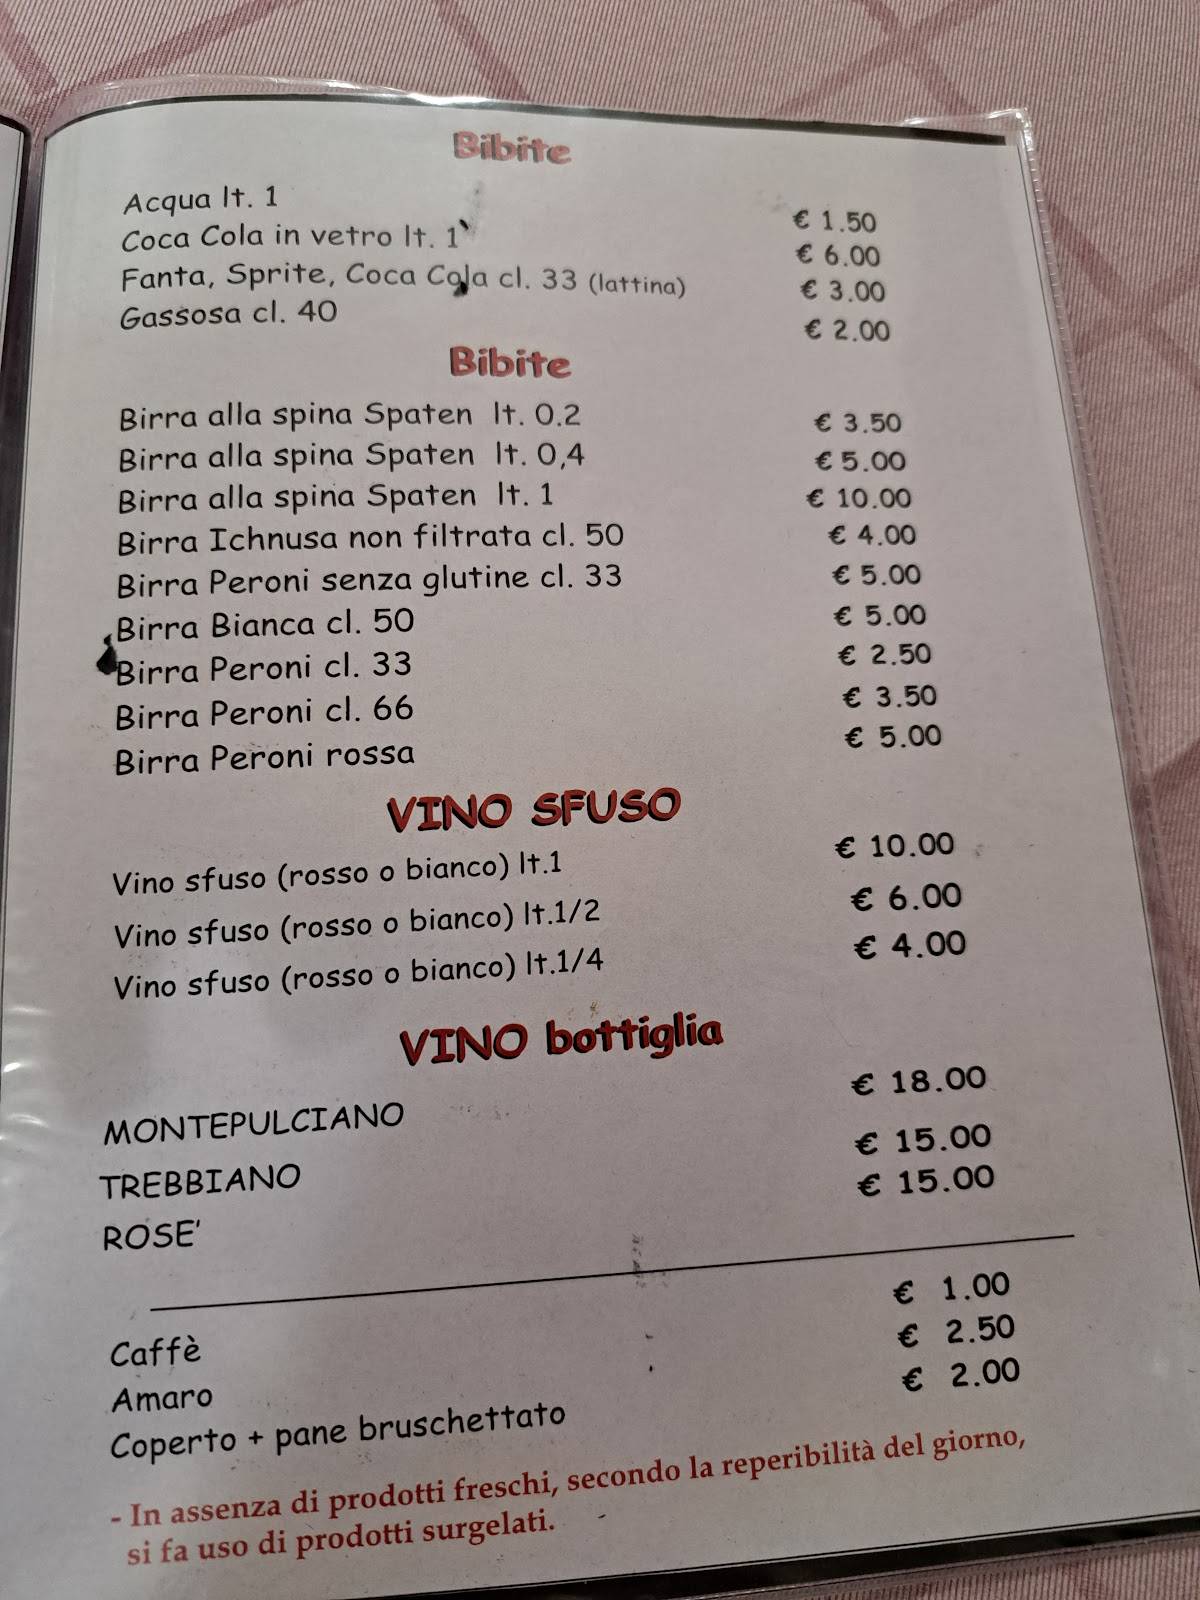 Bibite
Acqua lt. 1 € 1.50
Coca Cola in vetro lt. 1 € 6.00
Fanta, Sprite, Coca Cola cl. 33 (lattina) € 3.00
Gassosa cl. 40 € 2.00
Bibite
Birra alla spina Spaten lt. 0.2 € 3.50
Birra alla spina Spaten lt. 0,4 € 5.00
Birra alla spina Spaten lt. 1 € 10.00
Birra Ichnusa non filtrata cl. 50 € 4.00
Birra Peroni senza glutine cl. 33 € 5.00
Birra Bianca cl. 50 € 5.00
Birra Peroni cl. 33 € 2.50
Birra Peroni cl. 66 € 3.50
Birra Peroni rossa € 5.00
VINO SFUSO
Vino sfuso (rosso o bianco) lt.1 € 10.00
Vino sfuso (rosso o bianco) lt.1/2 € 6.00
Vino sfuso (rosso o bianco) lt.1/4 € 4.00
VINO bottiglia
MONTEPULCIANO € 18.00
TREBBIANO € 15.00
ROSE' € 15.00
Caffè € 1.00
Amaro € 2.50
Coperto + pane bruschettato € 2.00
- In assenza di prodotti freschi, secondo la reperibilità del giorno,
si fa uso di prodotti surgelati.